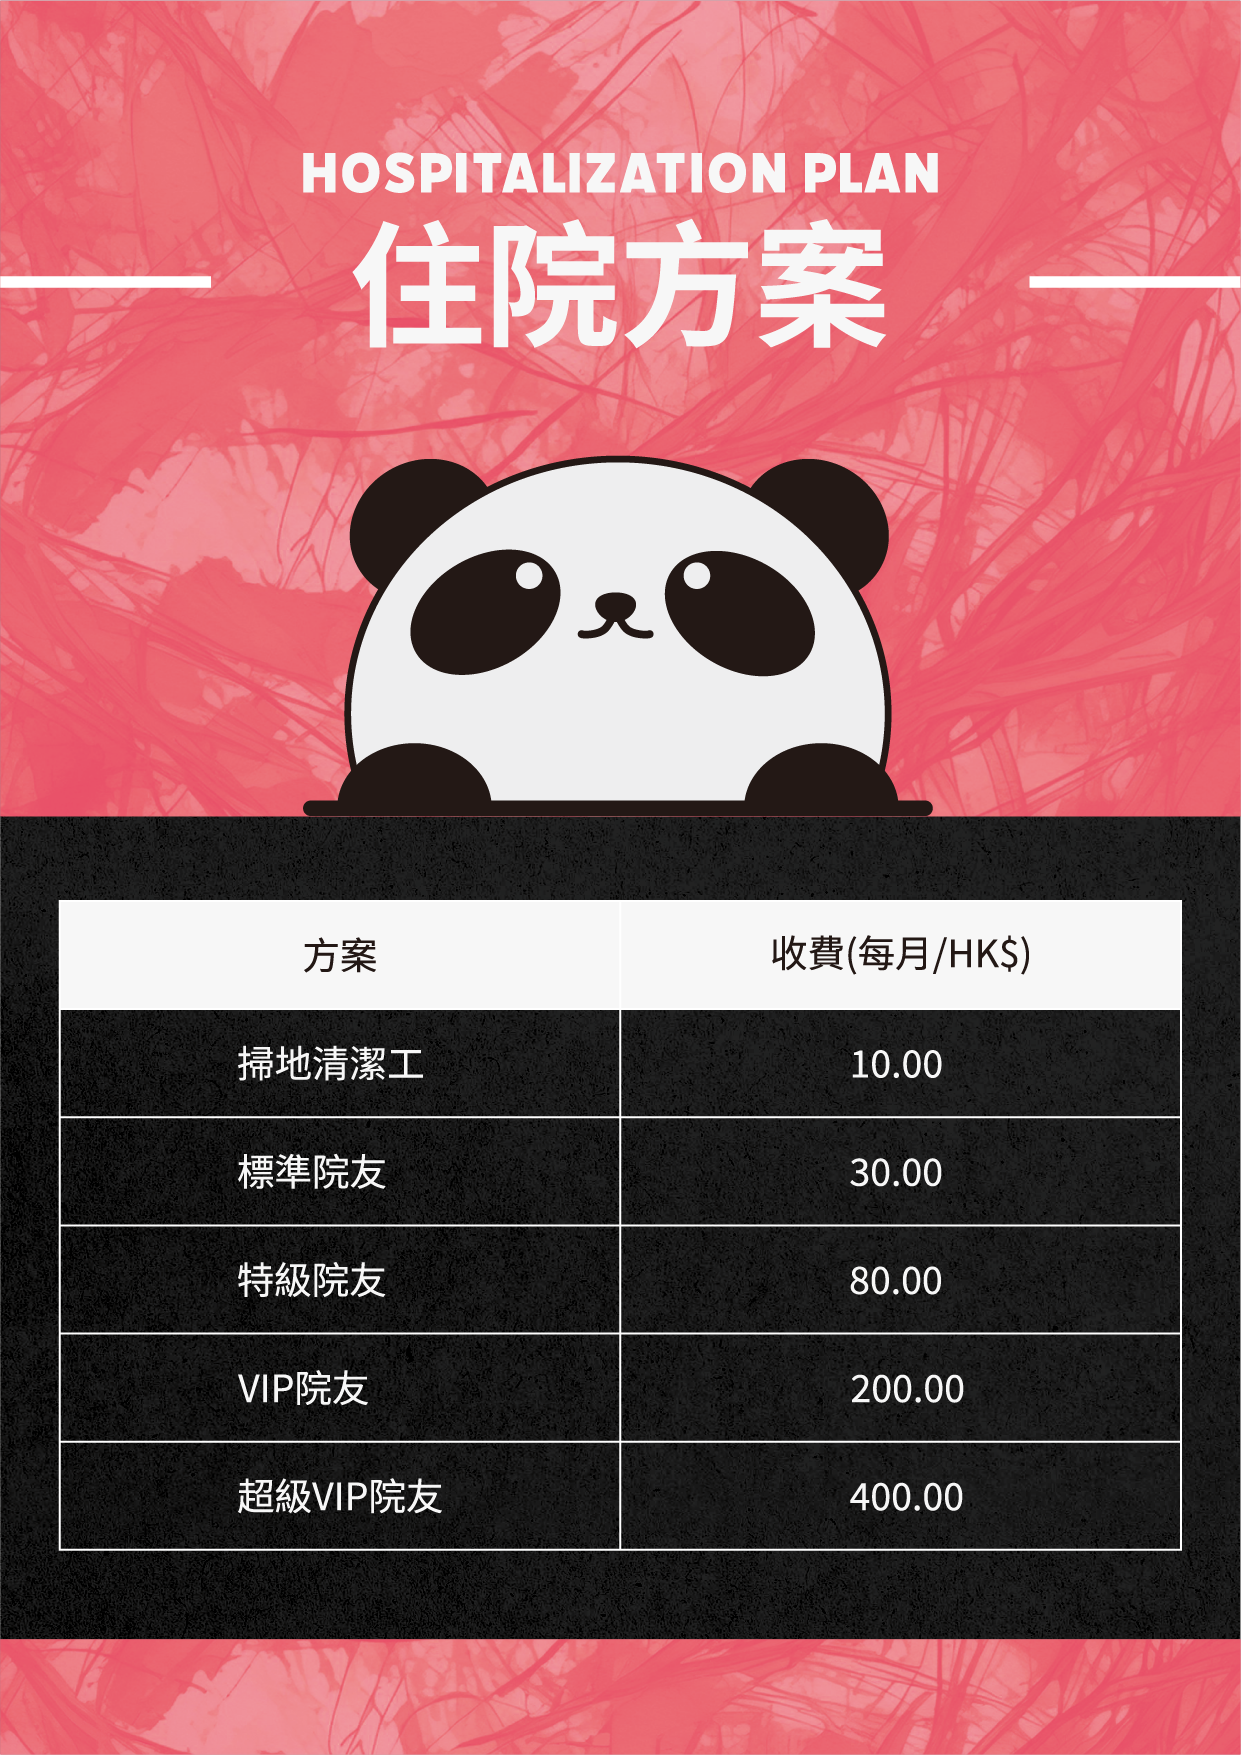 HOSPITALIZATION PLAN
住院方案
方案 收費(每月/HK$)
掃地清潔工 10.00
標準院友 30.00
特級院友 80.00
VIP院友 200.00
超級VIP院友 400.00